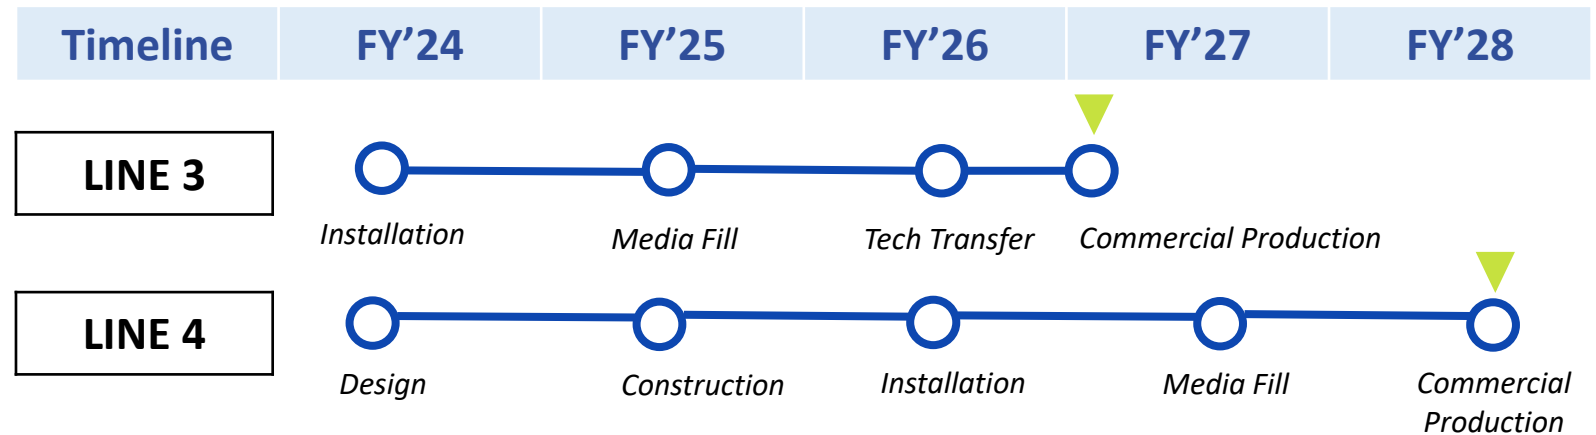 Timeline FY’24 FY’25 FY’26 FY’27 FY’28
LINE 3
Installation Media Fill Tech Transfer Commercial Production
LINE 4
Design Construction Installation Media Fill Commercial
Production